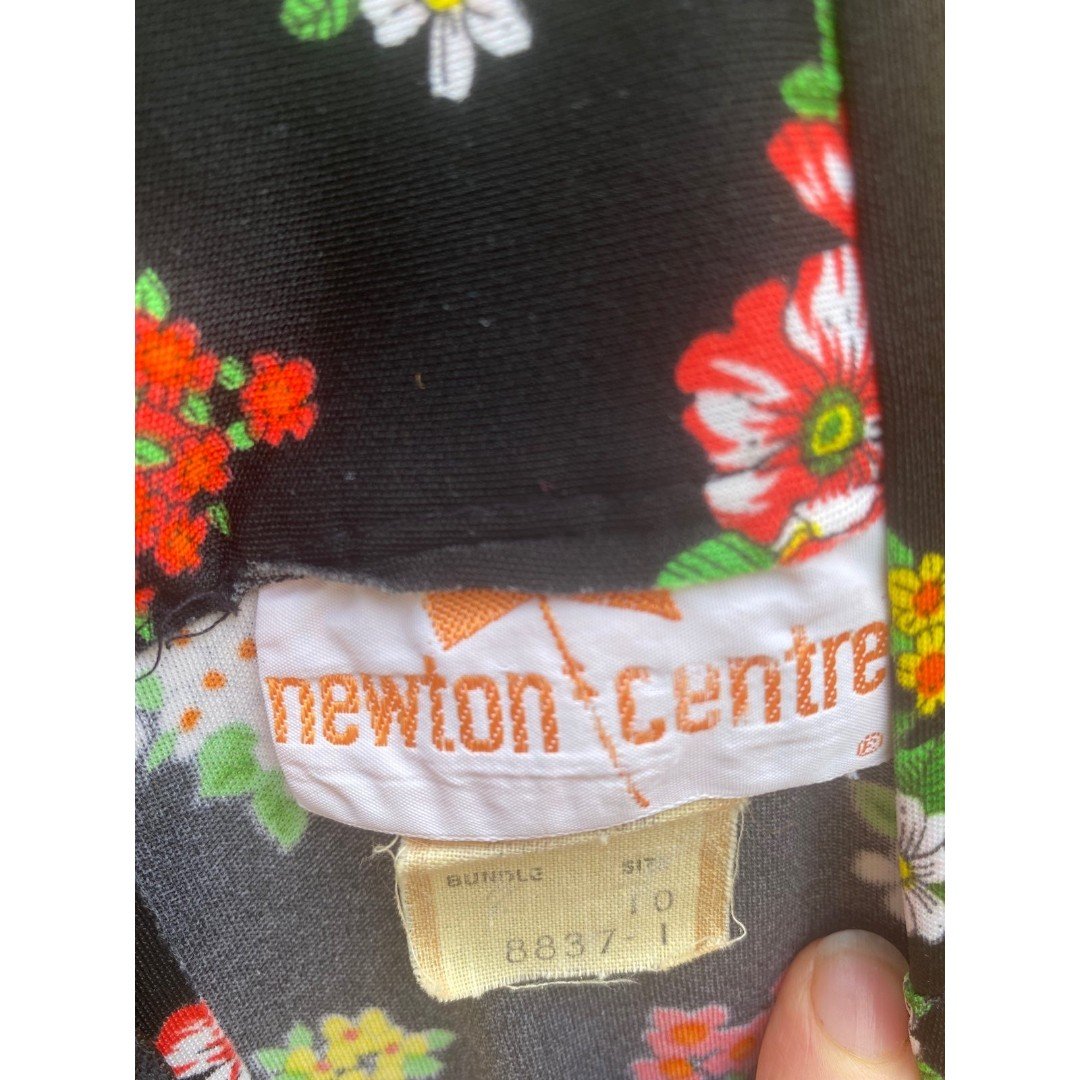 newton centre
BUNDLE SIZE
10
8837-1